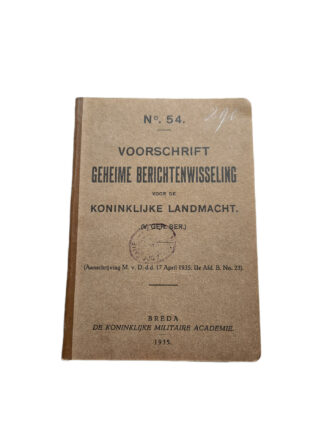 Nº. 54.
290
VOORSCHRIFT
GEHEIME BERICHTENWISSELING
VOOR DE
KONINKLIJKE LANDMACHT.
(V. GEH. BER.)
(Aanschrijving M. v. D. d.d. 17 April 1935, IIe Afd. B, No. 23)
BREDA
DE KONINKLIJKE MILITAIRE ACADEMIE.
1935.